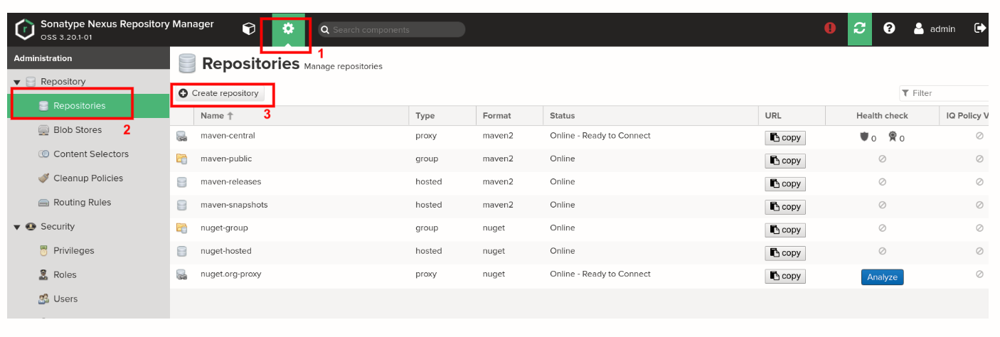 Sonatype Nexus Repository Manager
OSS 3.20.1-01
Search components
admin
Administration
1
Repositories Manage repositories
Repository
Create repository
Filter
Repositories
3
Name Type Format Status URL Health check IQ Policy V
Blob Stores
2
maven-central proxy maven2 Online - Ready to Connect copy 0 0
Content Selectors
maven-public group maven2 Online copy
Cleanup Policies
maven-releases hosted maven2 Online copy
Routing Rules
maven-snapshots hosted maven2 Online copy
Security
nuget-group group nuget Online copy
Privileges
nuget-hosted hosted nuget Online copy
Roles
nuget.org-proxy proxy nuget Online - Ready to Connect copy Analyze
Users